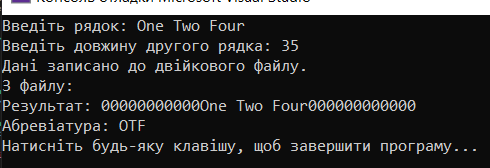 Консоль отладки Microsoft Visual Studio
Введіть рядок: One Two Four
Введіть довжину другого рядка: 35
Дані записано до двійкового файлу.
З файлу:
Результат: 00000000000One Two Four000000000000
Абревіатура: OTF
Натисніть будь-яку клавішу, щоб завершити програму...